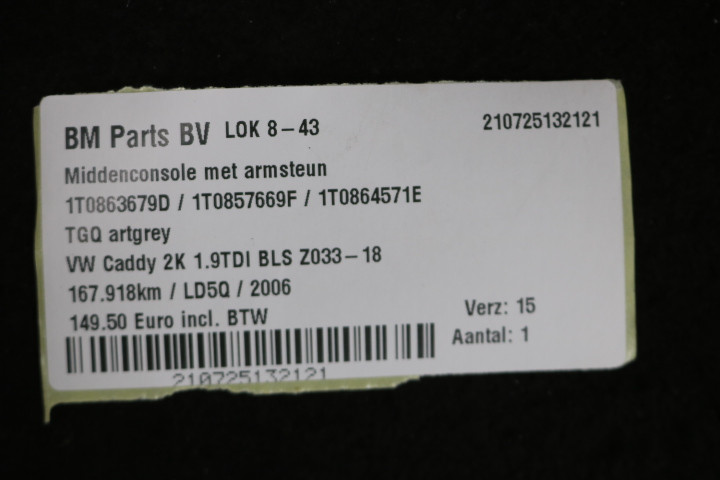 BM Parts BV LOK 8-43 210725132121
Middenconsole met armsteun
1T0863679D / 1T0857669F / 1T0864571E
TGQ artgrey
VW Caddy 2K 1.9TDI BLS Z033-18
167.918km / LD5Q / 2006
149.50 Euro incl. BTW
Verz: 15
Aantal: 1
210725132121